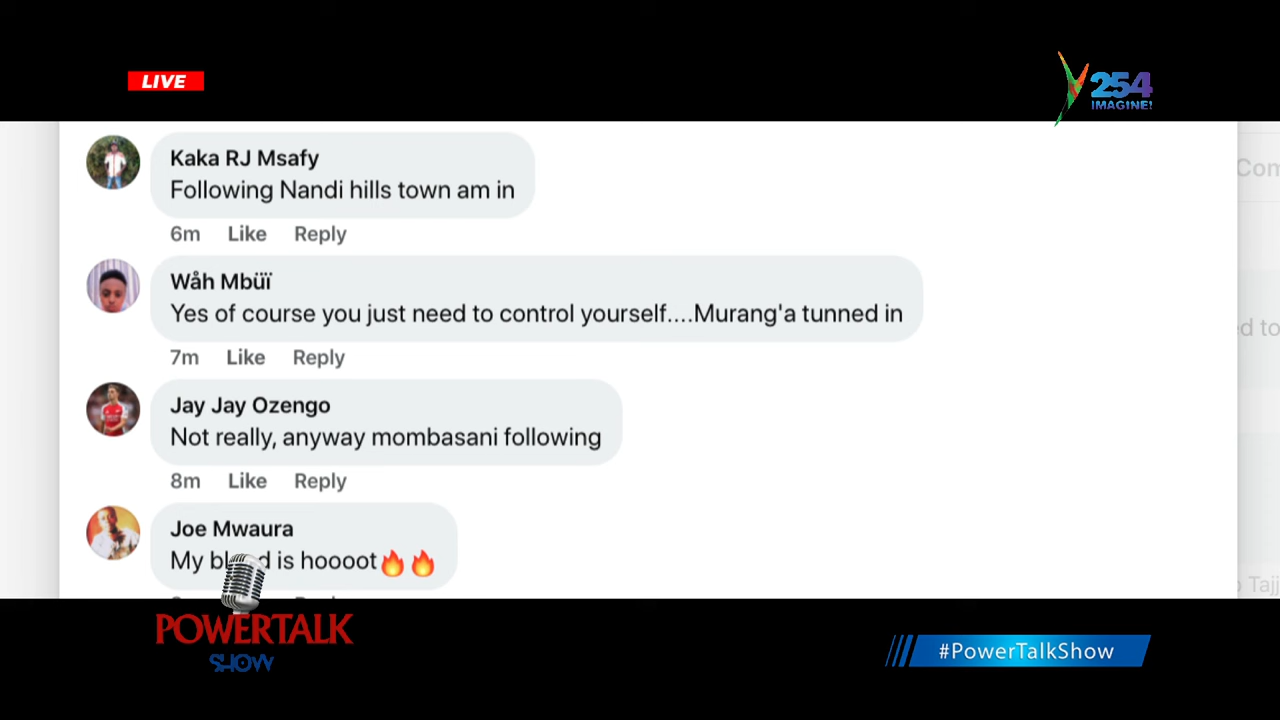 LIVE
254
IMAGINE!
Kaka RJ Msafy
Following Nandi hills town am in
6m Like Reply
Wåh Mbüï
Yes of course you just need to control yourself....Murang'a tunned in
7m Like Reply
Jay Jay Ozengo
Not really, anyway mombasani following
8m Like Reply
Joe Mwaura
My is hoooot🔥🔥
POWERTALK
SHOW
#PowerTalkShow